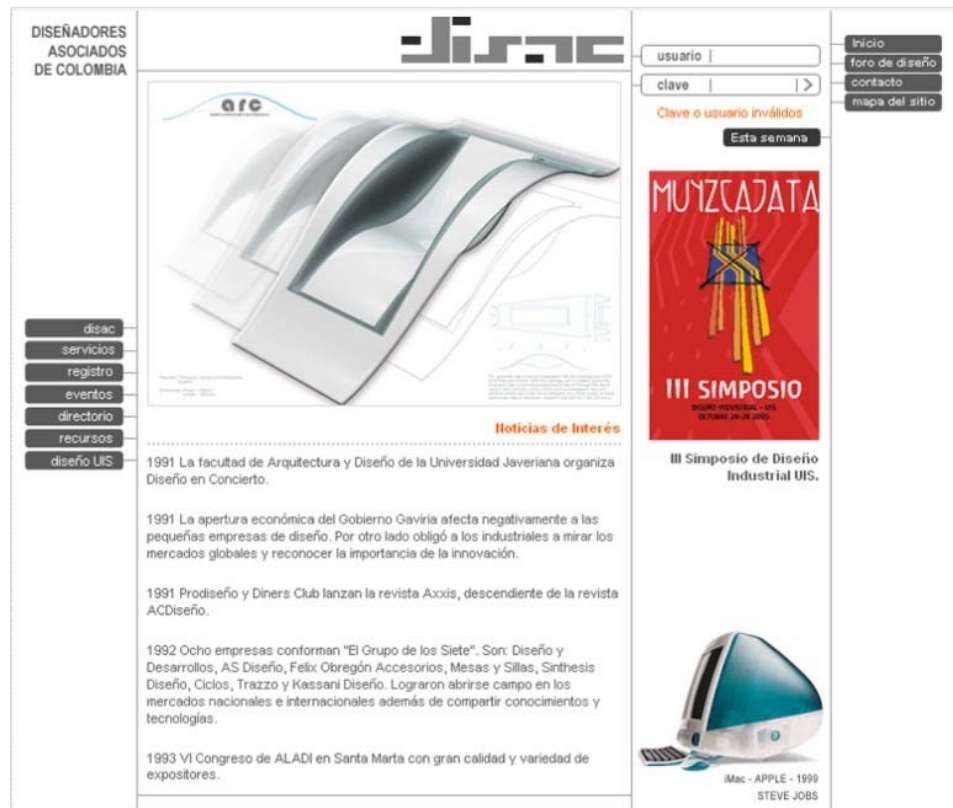 DISEÑADORES
ASOCIADOS
DE COLOMBIA
disac
usuario
clave
Clave o usuario inválidos
Esta semana
Inicio
foro de diseño
contacto
mapa del sitio
arc
disac
servicios
registro
eventos
directorio
recursos
diseño UIS
Noticias de Interés
1991 La facultad de Arquitectura y Diseño de la Universidad Javeriana organiza
Diseño en Concierto.
1991 La apertura económica del Gobierno Gaviria afecta negativamente a las
pequeñas empresas de diseño. Por otro lado obligó a los industriales a mirar los
mercados globales y reconocer la importancia de la innovación.
1991 Prodiseño y Diners Club lanzan la revista Axxis, descendiente de la revista
ACDiseño.
1992 Ocho empresas conforman "El Grupo de los Siete". Son: Diseño y
Desarrollos, AS Diseño, Felix Obregón Accesorios, Mesas y Sillas, Sinthesis
Diseño, Ciclos, Trazzo y Kassani Diseño. Lograron abrirse campo en los
mercados nacionales e internacionales además de compartir conocimientos y
tecnologías.
1993 VI Congreso de ALADI en Santa Marta con gran calidad y variedad de
expositores.
MUYZCAJATA
III SIMPOSIO
DISEÑO INDUSTRIAL - UIS
OCTUBRE 26-28 2005
III Simposio de Diseño
Industrial UIS.
iMac - APPLE - 1999
STEVE JOBS